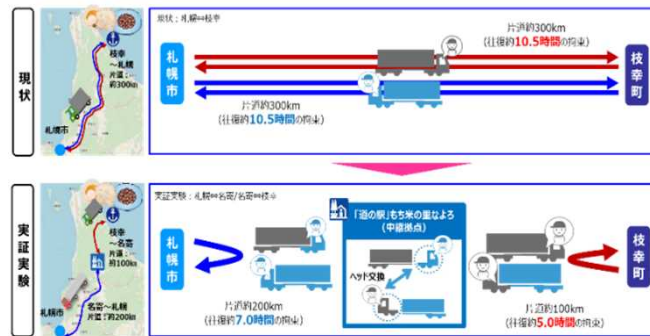 現状
枝幸
~札幌
片道:
約300km
札幌市
現状：札幌⇔枝幸
札幌市
片道約300km
(往復約10.5時間の拘束)
片道約300km
(往復約10.5時間の拘束)
枝幸町
実証実験
枝幸
~名寄
片道:
約100km
札幌市
名寄~札幌
片道:約200km
実証実験：札幌⇔名寄/名寄⇔枝幸
札幌市
片道約200km
(往復約7.0時間の拘束)
「道の駅」もち米の里なよろ
(中継拠点)
ヘッド交換
片道約100km
(往復約5.0時間の拘束)
枝幸町